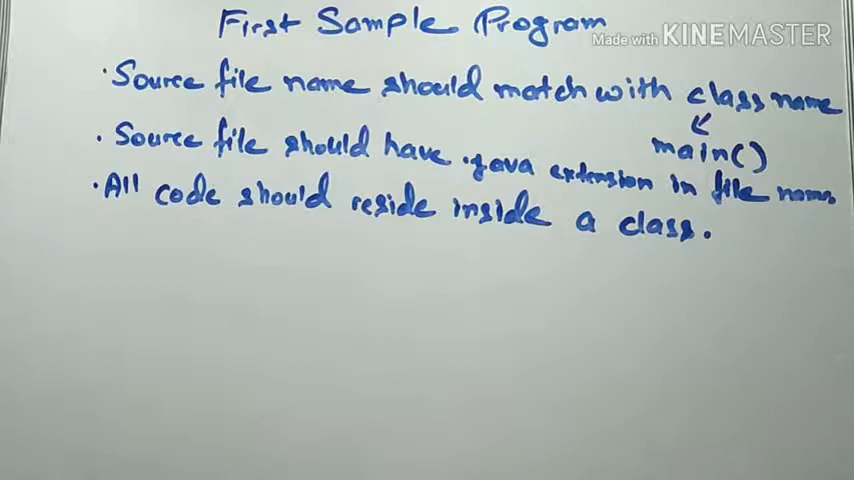 First Sample Program
Made with KINEMASTER
· Source file name should match with class name
main()
· Source file should have .java extension in file name
· All code should reside inside a class.